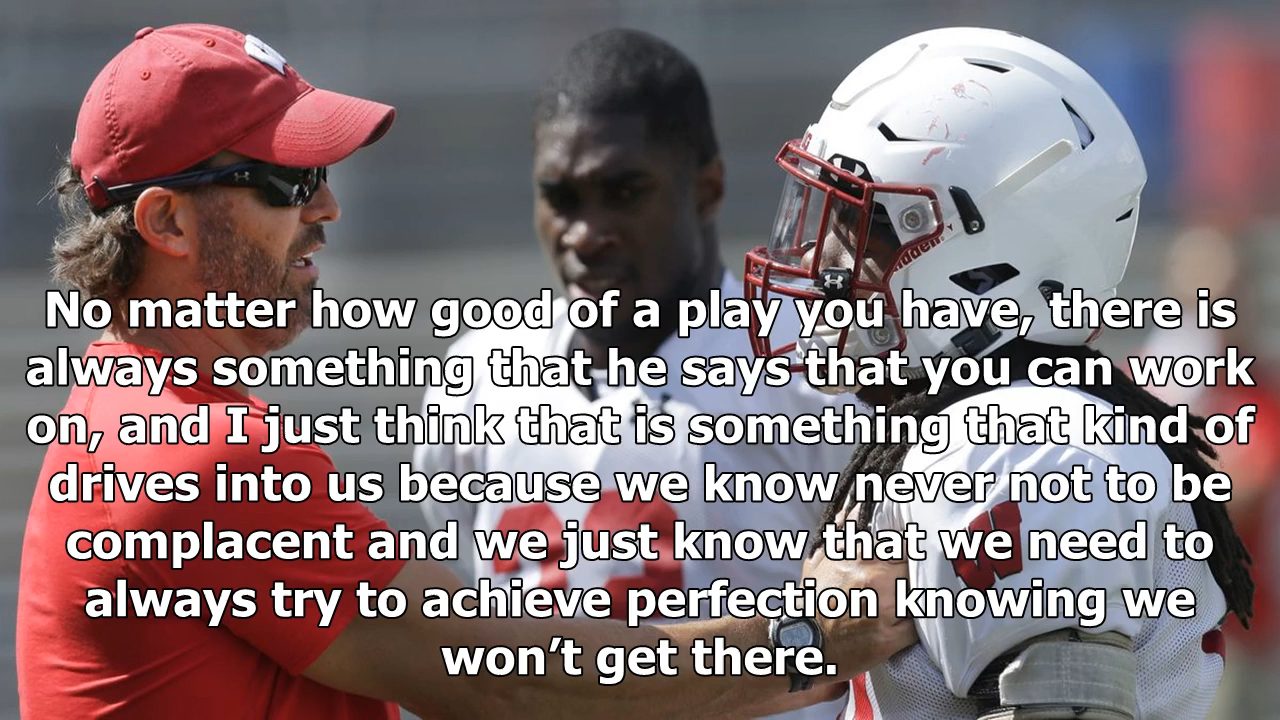 No matter how good of a play you have, there is
always something that he says that you can work
on, and I just think that is something that kind of
drives into us because we know never not to be
complacent and we just know that we need to
always try to achieve perfection knowing we
won’t get there.
W
W